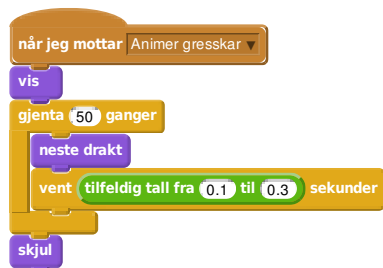 når jeg mottar Animer gresskar
vis
gjenta 50 ganger
neste drakt
vent tilfeldig tall fra 0.1 til 0.3 sekunder
skjul